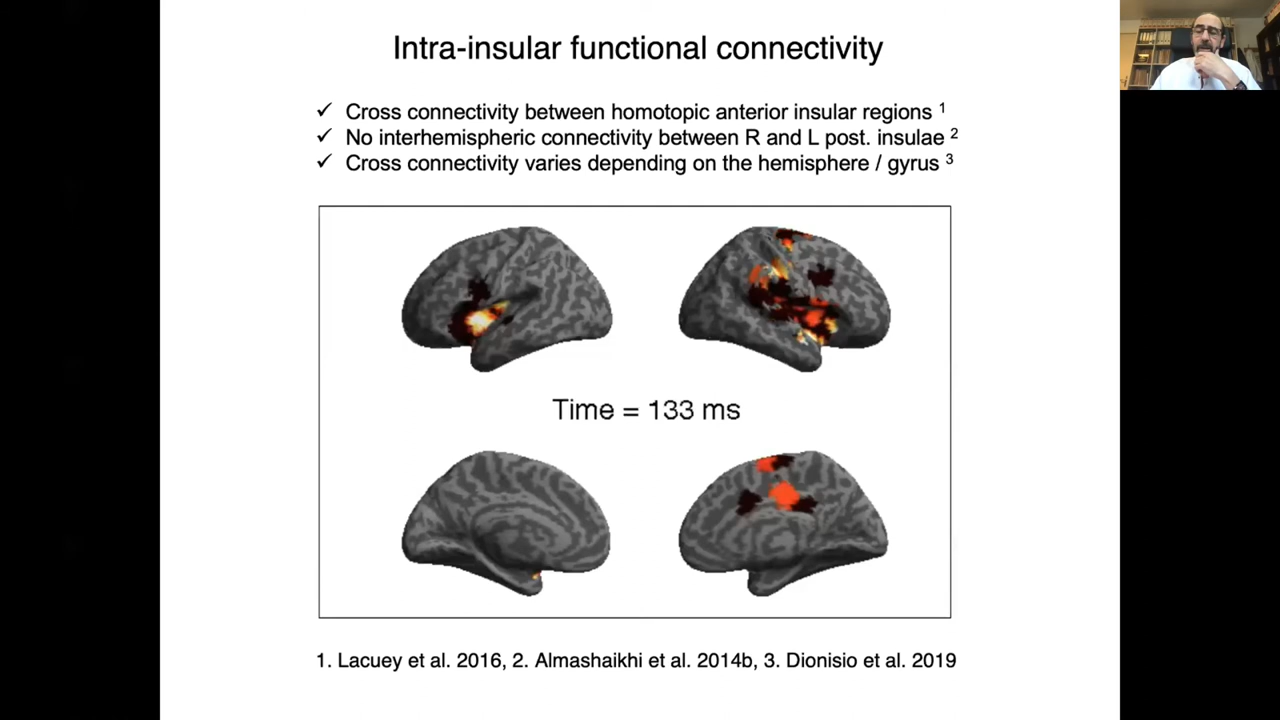 Intra-insular functional connectivity
✓ Cross connectivity between homotopic anterior insular regions ¹
✓ No interhemispheric connectivity between R and L post. insulae ²
✓ Cross connectivity varies depending on the hemisphere / gyrus ³
Time = 133 ms
1. Lacuey et al. 2016, 2. Almashaikhi et al. 2014b, 3. Dionisio et al. 2019